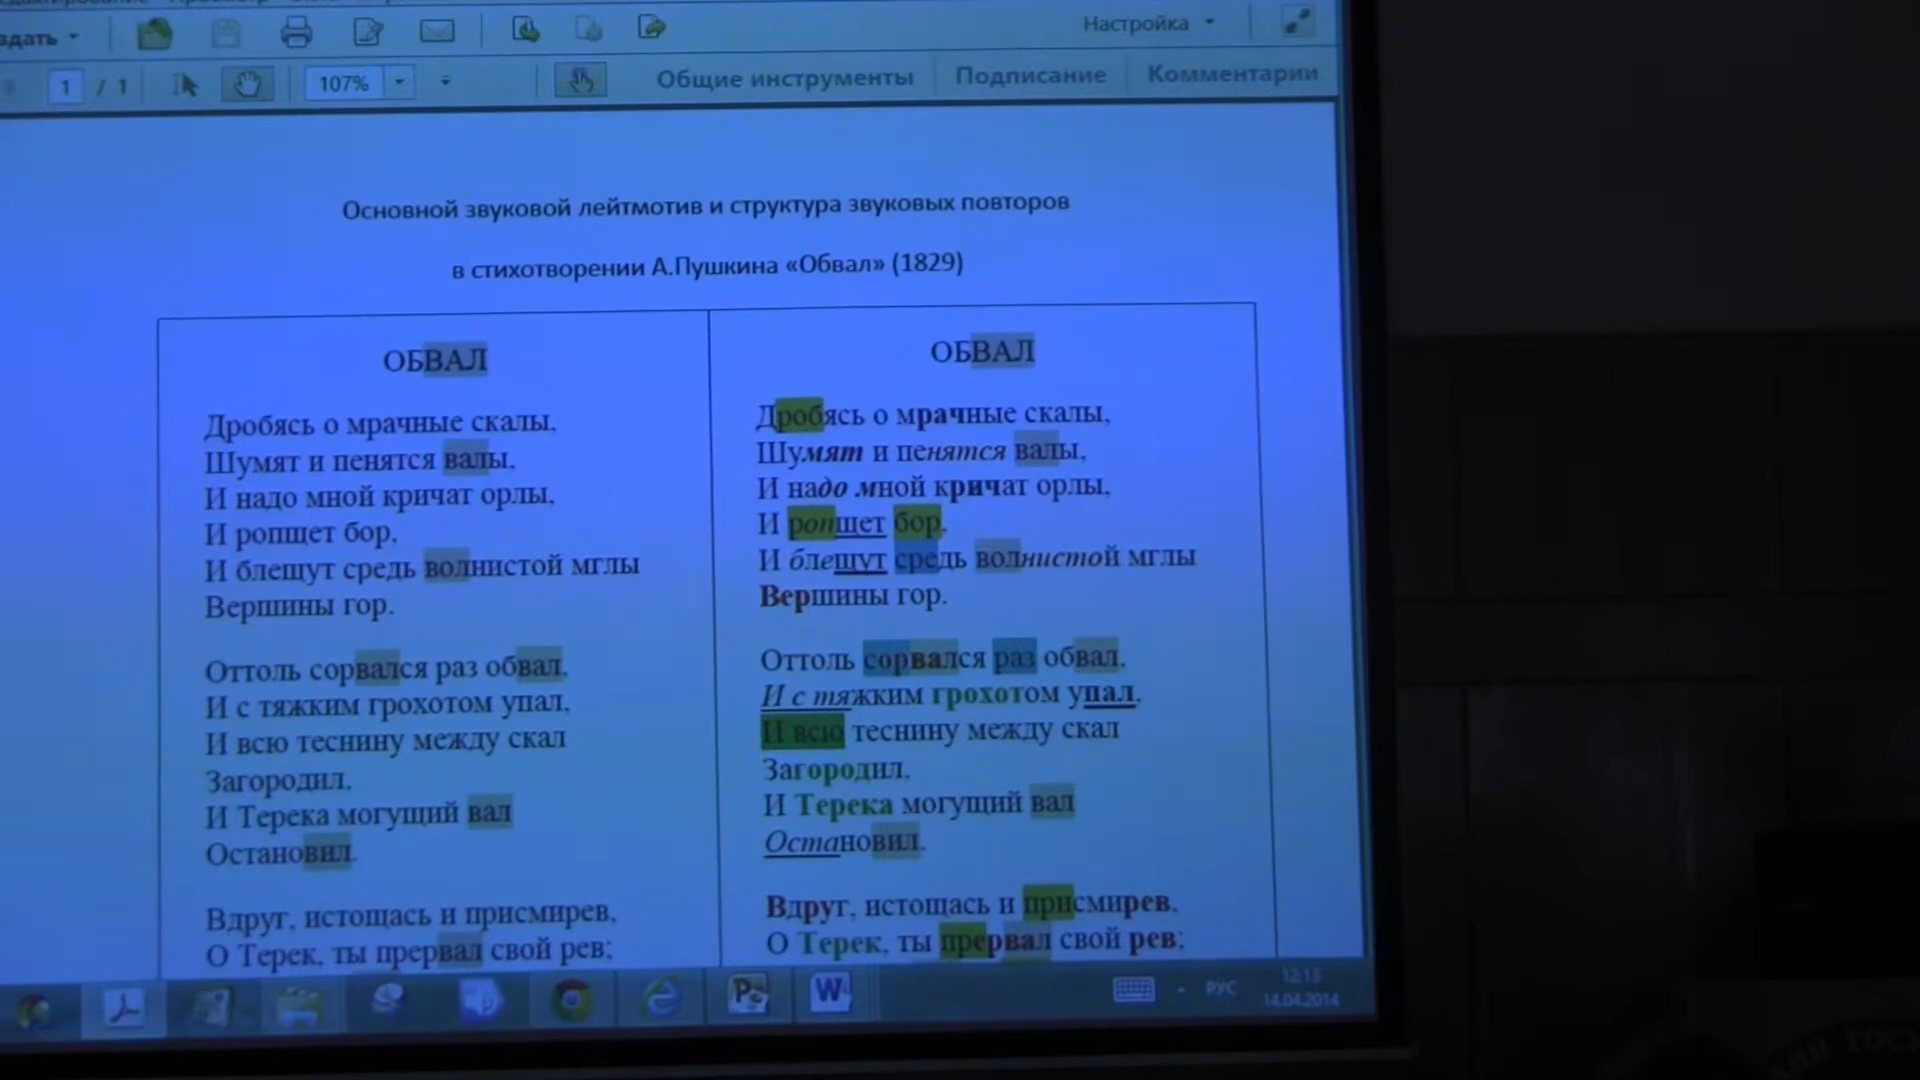 Настройка
1 / 1
107%
Общие инструменты
Подписание
Комментарии
Основной звуковой лейтмотив и структура звуковых повторов
в стихотворении А.Пушкина «Обвал» (1829)
ОБВАЛ
Дробясь о мрачные скалы,
Шумят и пенятся валы,
И надо мной кричат орлы,
И ропщет бор,
И блещут средь волнистой мглы
Вершины гор.
Оттоль сорвался раз обвал,
И с тяжким грохотом упал,
И всю теснину между скал
Загородил,
И Терека могущий вал
Остановил.
Вдруг, истощась и присмирев,
О Терек, ты прервал свой рев;
ОБВАЛ
Дробясь о мрачные скалы,
Шумят и пенятся валы,
И надо мной кричат орлы,
И ропщет бор,
И блещут средь волнистой мглы
Вершины гор.
Оттоль сорвался раз обвал,
И с тяжким грохотом упал,
И всю теснину между скал
Загородил,
И Терека могущий вал
Остановил.
Вдруг, истощась и присмирев,
О Терек, ты прервал свой рев;
РУС
12:13
14.04.2014